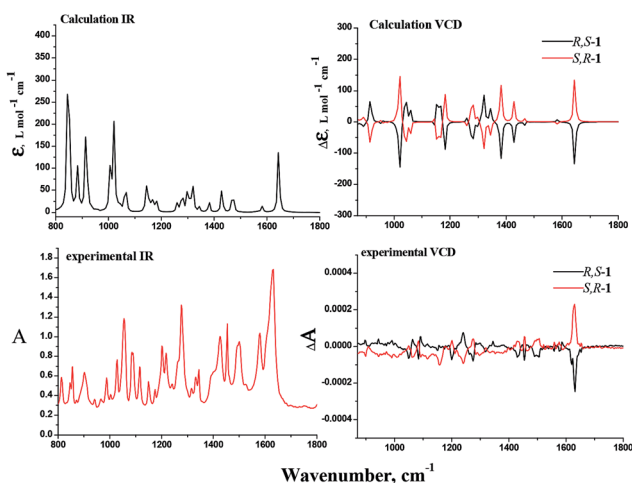 Calculation IR
Calculation VCD
400
350
300
250
200
150
100
50
0
ε, L mol⁻¹ cm⁻¹
800 1000 1200 1400 1600 1800
300
200
100
0
-100
-200
-300
Δε, L mol⁻¹ cm⁻¹
R,S-1
S,R-1
1000 1200 1400 1600 1800
experimental IR
experimental VCD
1.8
1.6
1.4
1.2
1.0
0.8
0.6
0.4
0.2
0.0
A
800 1000 1200 1400 1600 1800
0.0004
0.0002
0.0000
-0.0002
-0.0004
ΔA
R,S-1
S,R-1
1000 1200 1400 1600 1800
Wavenumber, cm⁻¹